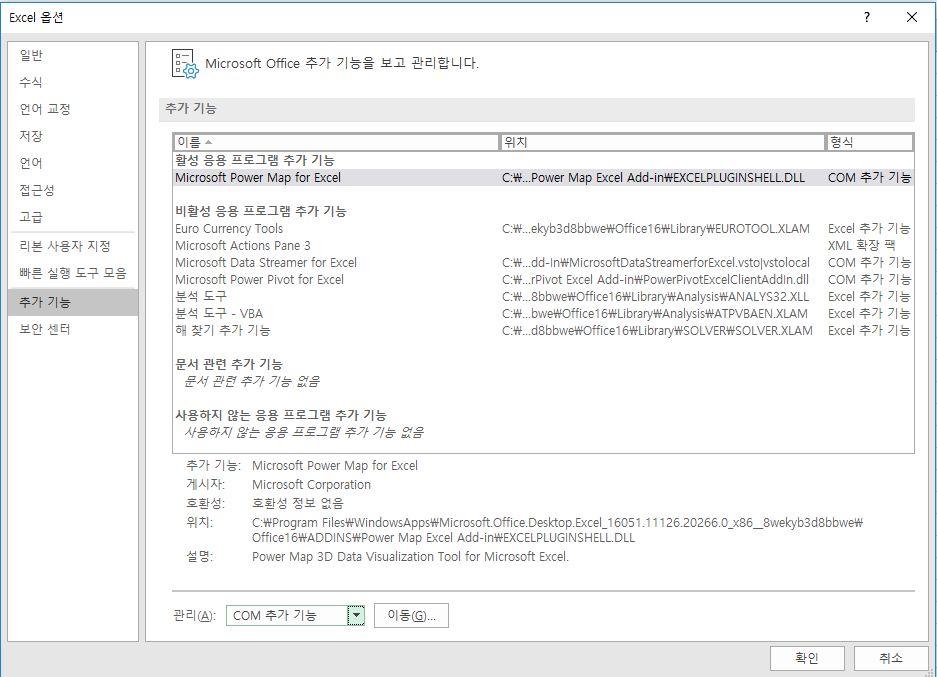 Excel 옵션
?
일반
수식
언어 교정
저장
언어
접근성
고급
리본 사용자 지정
빠른 실행 도구 모음
추가 기능
보안 센터
Microsoft Office 추가 기능을 보고 관리합니다.
추가 기능
이름 위치 형식
활성 응용 프로그램 추가 기능
Microsoft Power Map for Excel C:₩...Power Map Excel Add-in₩EXCELPLUGINSHELL.DLL COM 추가 기능
비활성 응용 프로그램 추가 기능
Euro Currency Tools C:₩...ekyb3d8bbwe₩Office16₩Library₩EUROTOOL.XLAM Excel 추가 기능
Microsoft Actions Pane 3 XML 확장 팩
Microsoft Data Streamer for Excel C:₩...dd-In₩MicrosoftDataStreamerforExcel.vsto|vstolocal COM 추가 기능
Microsoft Power Pivot for Excel C:₩...rPivot Excel Add-in₩PowerPivotExcelClientAddIn.dll COM 추가 기능
분석 도구 C:₩...8bbwe₩Office16₩Library₩Analysis₩ANALYS32.XLL Excel 추가 기능
분석 도구 - VBA C:₩...bwe₩Office16₩Library₩Analysis₩ATPVBAEN.XLAM Excel 추가 기능
해 찾기 추가 기능 C:₩...d8bbwe₩Office16₩Library₩SOLVER₩SOLVER.XLAM Excel 추가 기능
문서 관련 추가 기능
문서 관련 추가 기능 없음
사용하지 않는 응용 프로그램 추가 기능
사용하지 않는 응용 프로그램 추가 기능 없음
추가 기능: Microsoft Power Map for Excel
게시자: Microsoft Corporation
호환성: 호환성 정보 없음
위치: C:₩Program Files₩WindowsApps₩Microsoft.Office.Desktop.Excel_16051.11126.20266.0_x86__8wekyb3d8bbwe₩
Office16₩ADDINS₩Power Map Excel Add-in₩EXCELPLUGINSHELL.DLL
설명: Power Map 3D Data Visualization Tool for Microsoft Excel.
관리(A): COM 추가 기능 이동(G)...
확인 취소